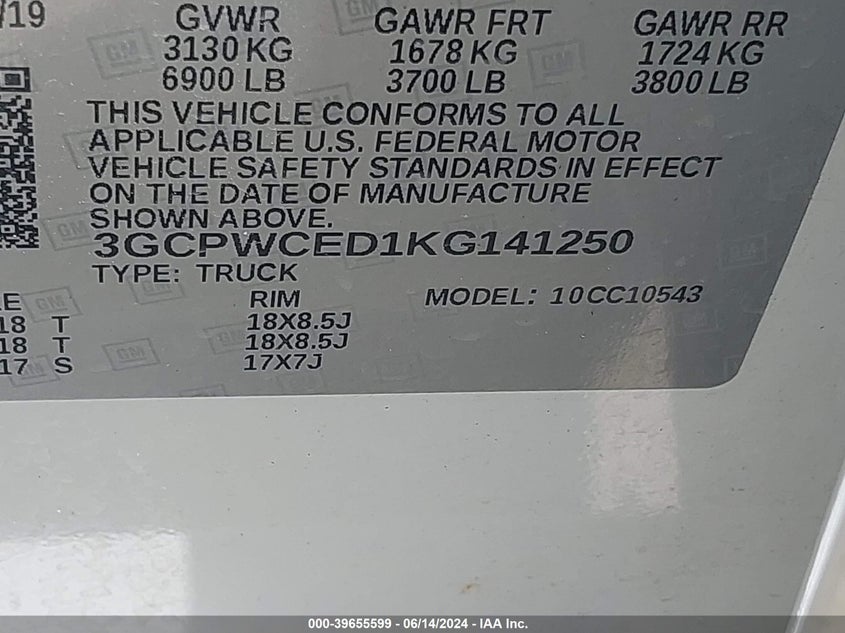 /19
GVWR GAWR FRT GAWR RR
3130 KG 1678 KG 1724 KG
6900 LB 3700 LB 3800 LB
THIS VEHICLE CONFORMS TO ALL
APPLICABLE U.S. FEDERAL MOTOR
VEHICLE SAFETY STANDARDS IN EFFECT
ON THE DATE OF MANUFACTURE
SHOWN ABOVE.
3GCPWCED1KG141250
TYPE: TRUCK
RE RIM MODEL: 10CC10543
18 T 18X8.5J
18 T 18X8.5J
17 S 17X7J
000-39655599 - 06/14/2024 - IAA Inc.